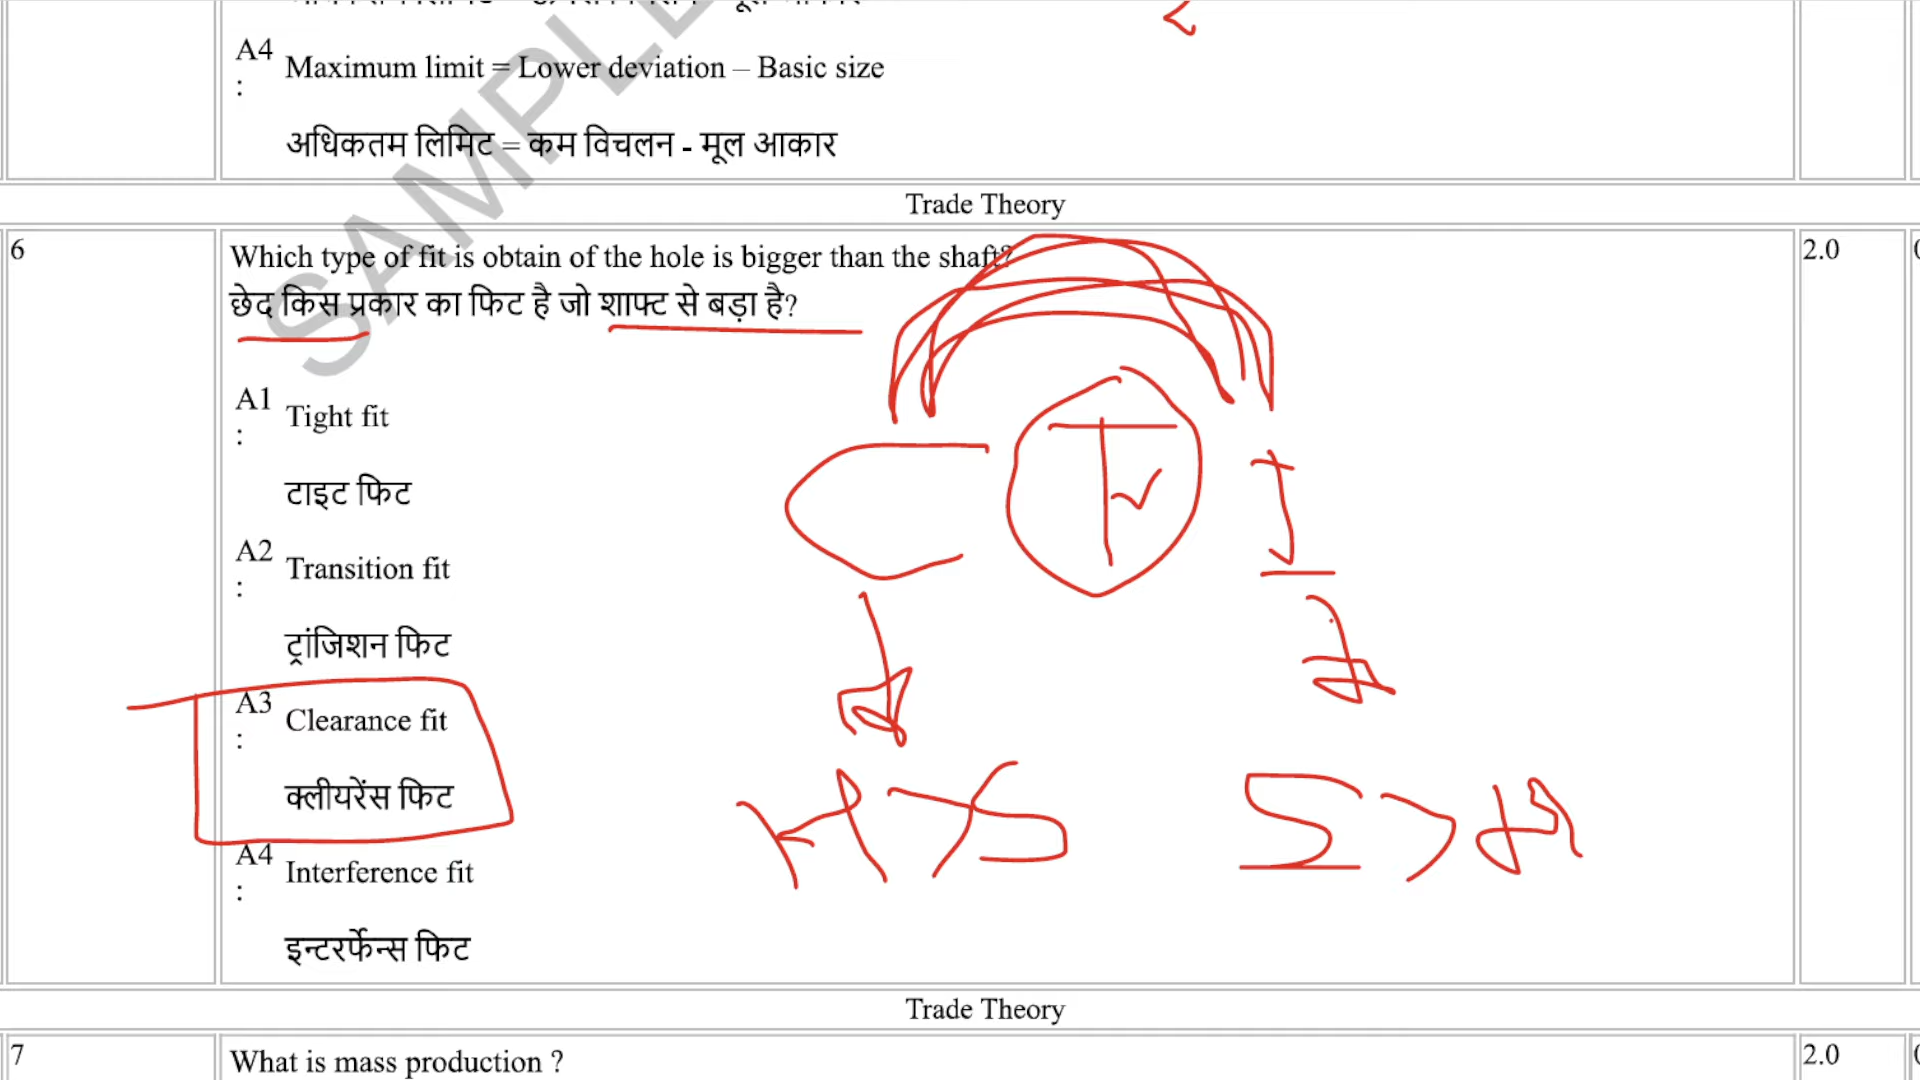 A4
:
Maximum limit = Lower deviation – Basic size
अधिकतम लिमिट = कम विचलन - मूल आकार
SAMPLE
Trade Theory
6
Which type of fit is obtain of the hole is bigger than the shaft?
2.0
छेद किस प्रकार का फिट है जो शाफ्ट से बड़ा है?
A1
:
Tight fit
टाइट फिट
A2
:
Transition fit
ट्रांजिशन फिट
A3
:
Clearance fit
क्लीयरेंस फिट
A4
:
Interference fit
इन्टरर्फेन्स फिट
H > S
S > H
Trade Theory
7
What is mass production ?
2.0